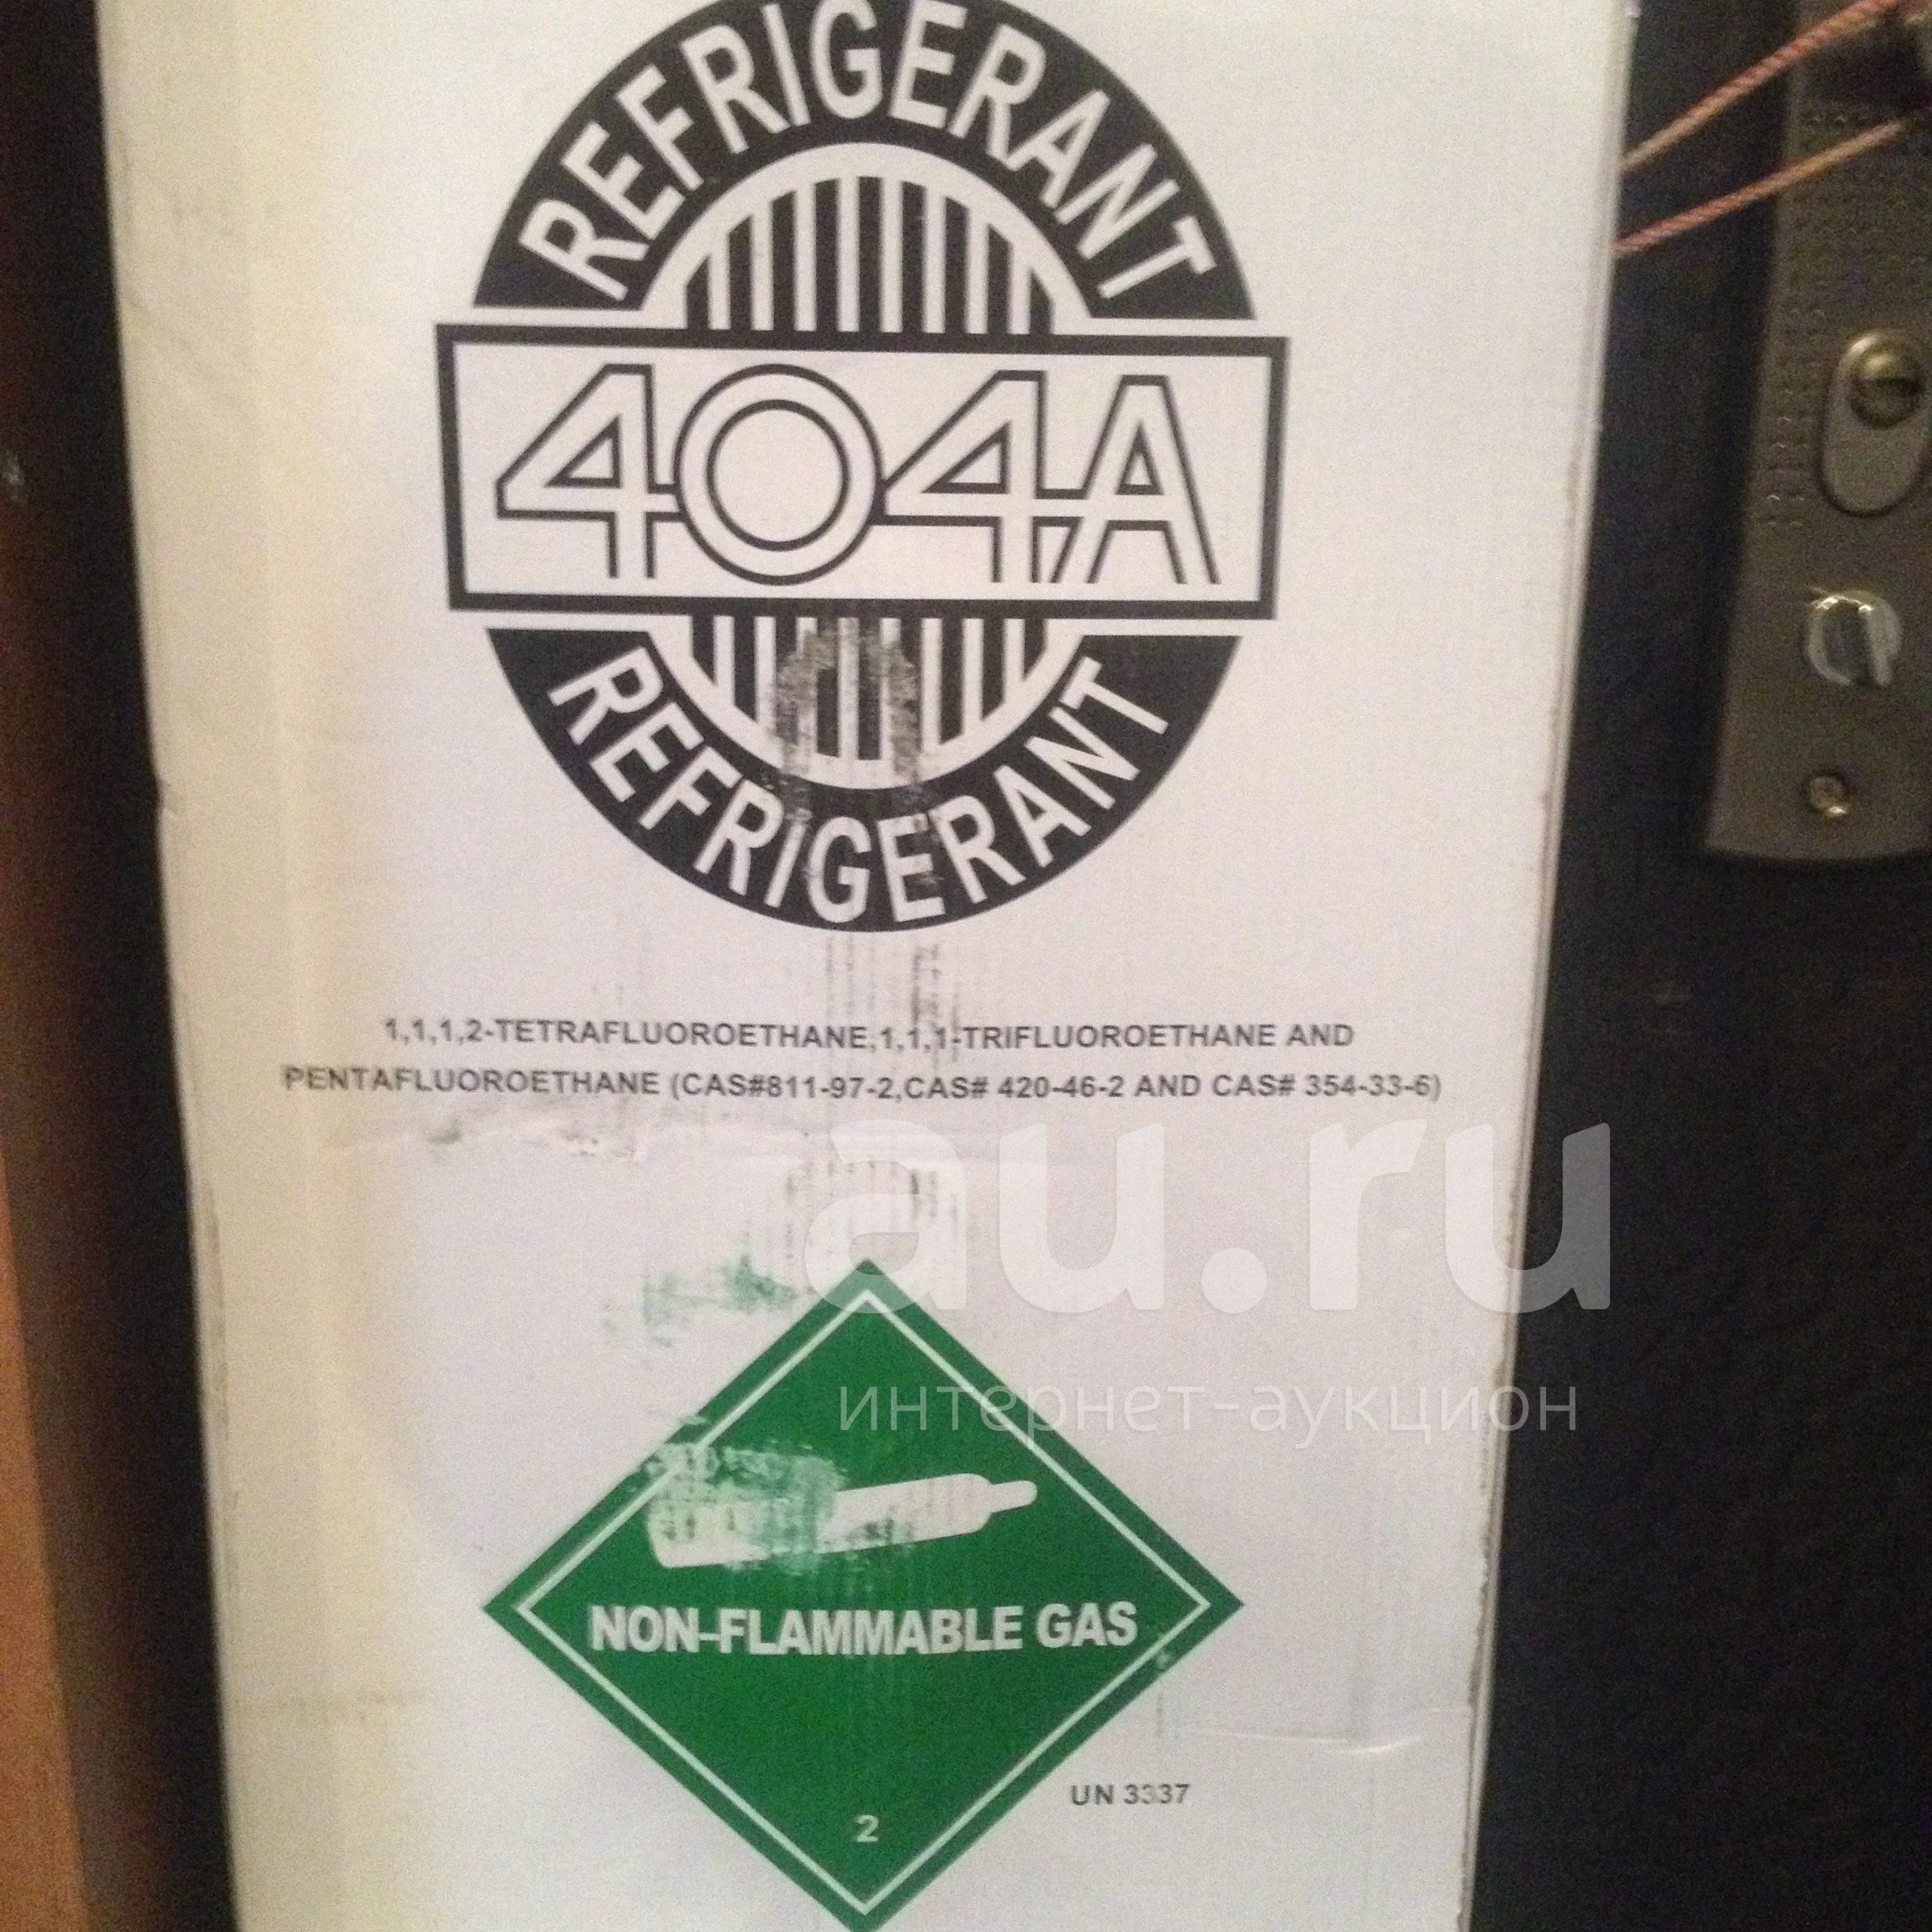 REFRIGERANT
404A
REFRIGERANT
1,1,1,2-TETRAFLUOROETHANE,1,1,1-TRIFLUOROETHANE AND
PENTAFLUOROETHANE (CAS#811-97-2,CAS# 420-46-2 AND CAS# 354-33-6)
au.ru
интернет-аукцион
NON-FLAMMABLE GAS
UN 3337
2